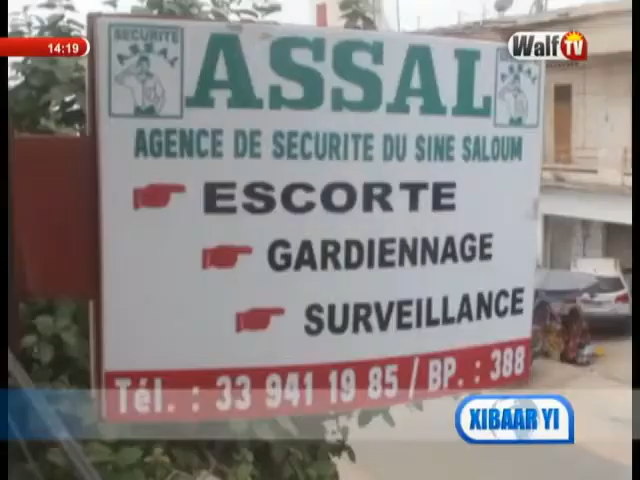 14:19
Walf TV
SECURITE
ASSAL
ASSAL
AGENCE DE SECURITE DU SINE SALOUM
ESCORTE
GARDIENNAGE
SURVEILLANCE
Tél. : 33 941 19 85 / BP. : 388
XIBAAR YI